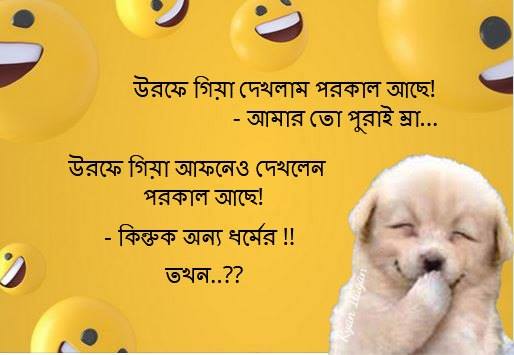 উরফে গিয়া দেখলাম পরকাল আছে!
- আমার তো পুরাই ম্রা...
উরফে গিয়া আফনেও দেখলেন
পরকাল আছে!
- কিন্তুক অন্য ধর্মের !!
তখন..??